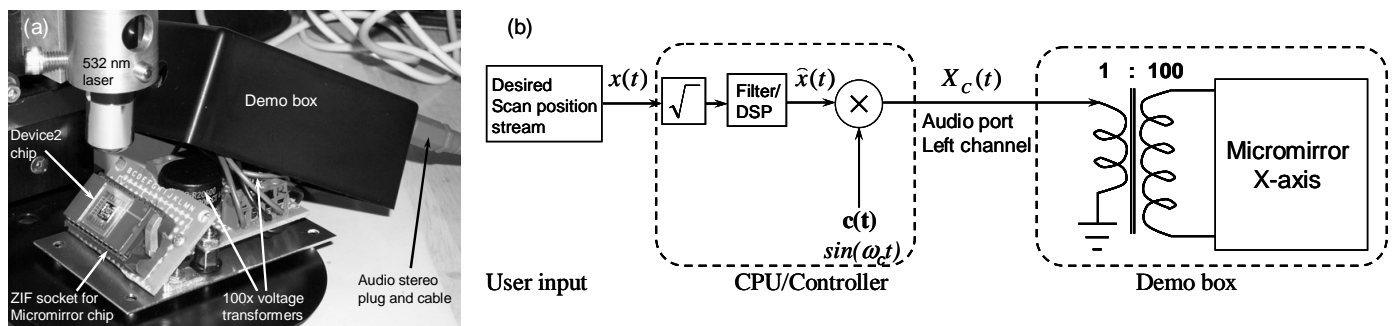 (a)
532 nm
laser
Demo box
Device2
chip
ZIF socket for
Micromirror chip
100x voltage
transformers
Audio stereo
plug and cable
(b)
Desired
Scan position
stream
x(t)
√
Filter/
DSP
x̂(t)
×
c(t)
sin(ω_c t)
X_C(t)
Audio port
Left channel
1 : 100
Micromirror
X-axis
User input
CPU/Controller
Demo box